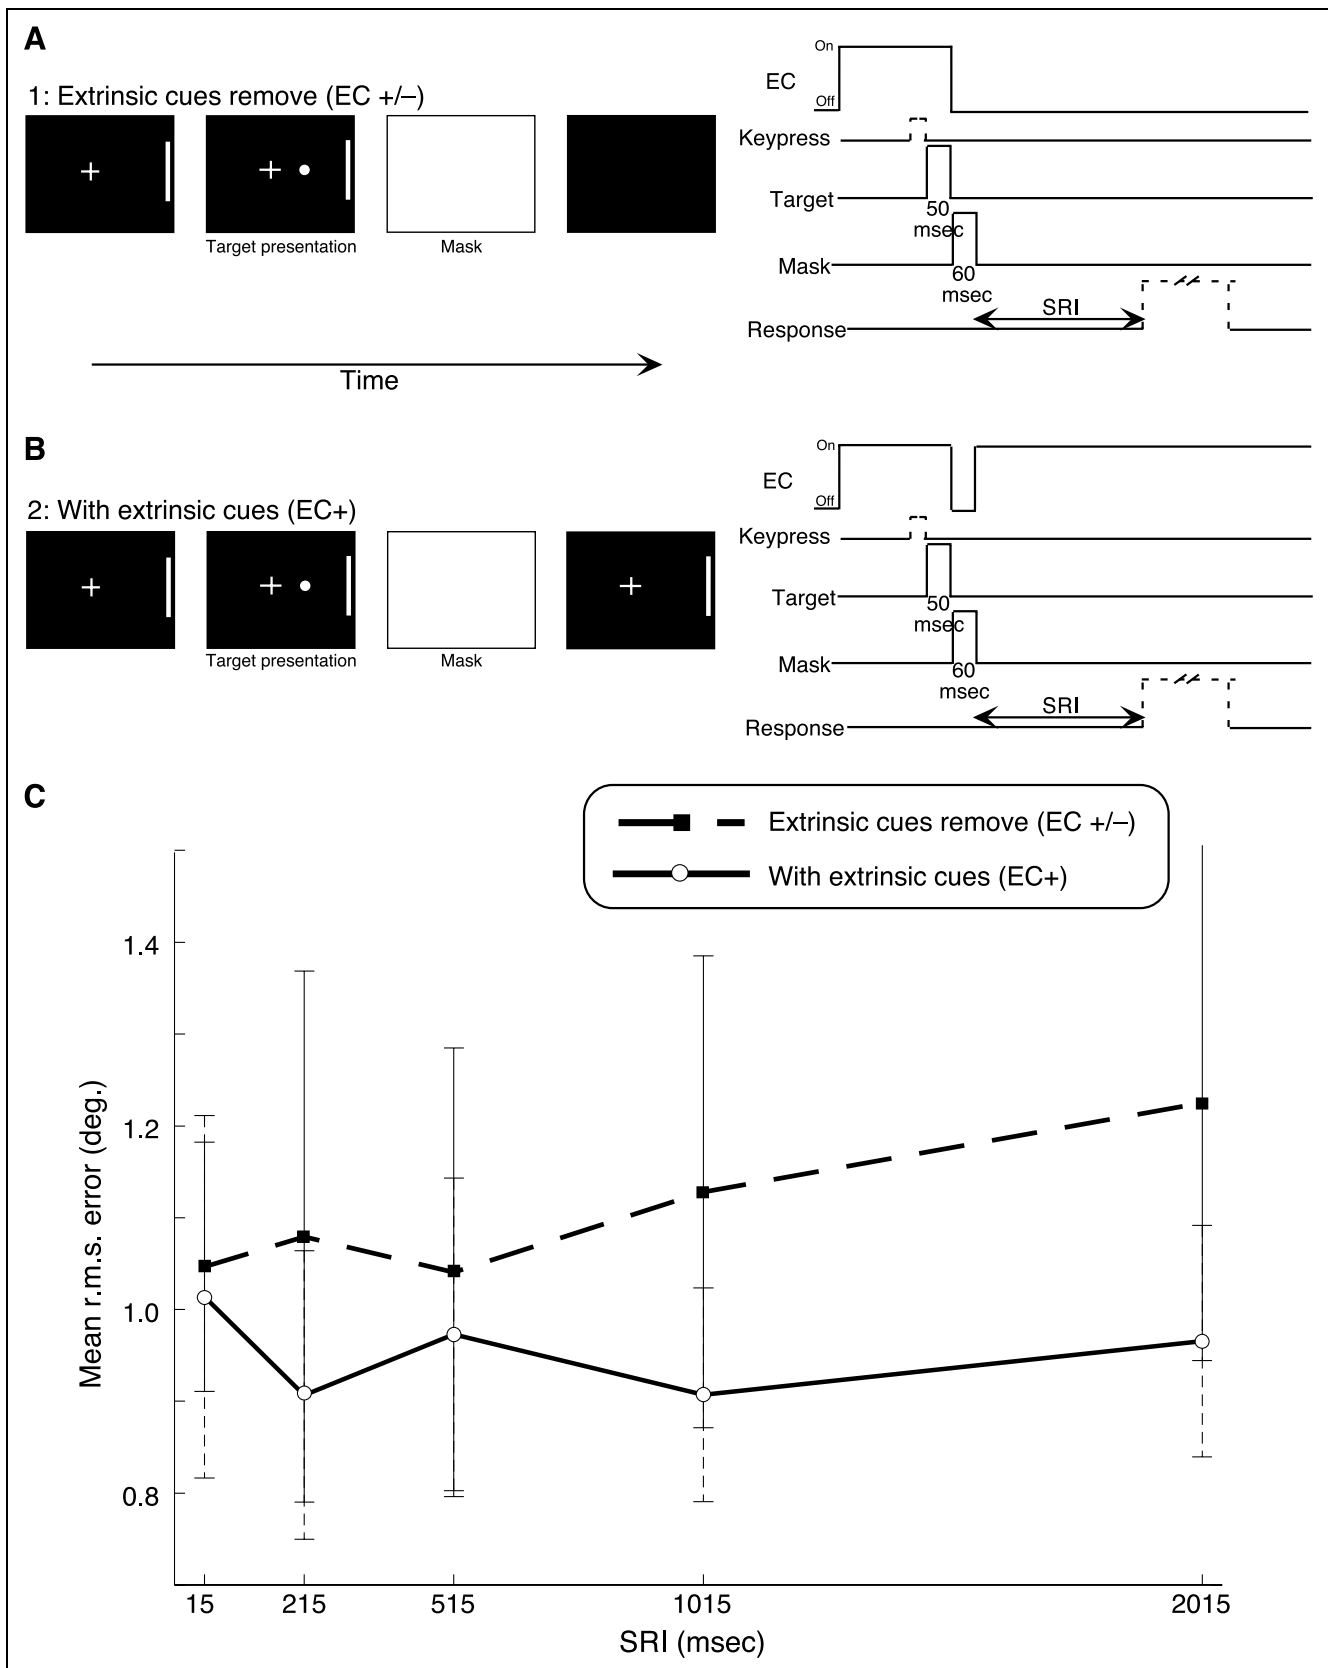 A
1: Extrinsic cues remove (EC +/–)
Target presentation
Mask
Time
On
EC
Off
Keypress
Target
50
msec
Mask
60
msec
SRI
Response
B
2: With extrinsic cues (EC+)
Target presentation
Mask
On
EC
Off
Keypress
Target
50
msec
Mask
60
msec
SRI
Response
C
Extrinsic cues remove (EC +/–)
With extrinsic cues (EC+)
Mean r.m.s. error (deg.)
1.4
1.2
1.0
0.8
15 215 515 1015 2015
SRI (msec)